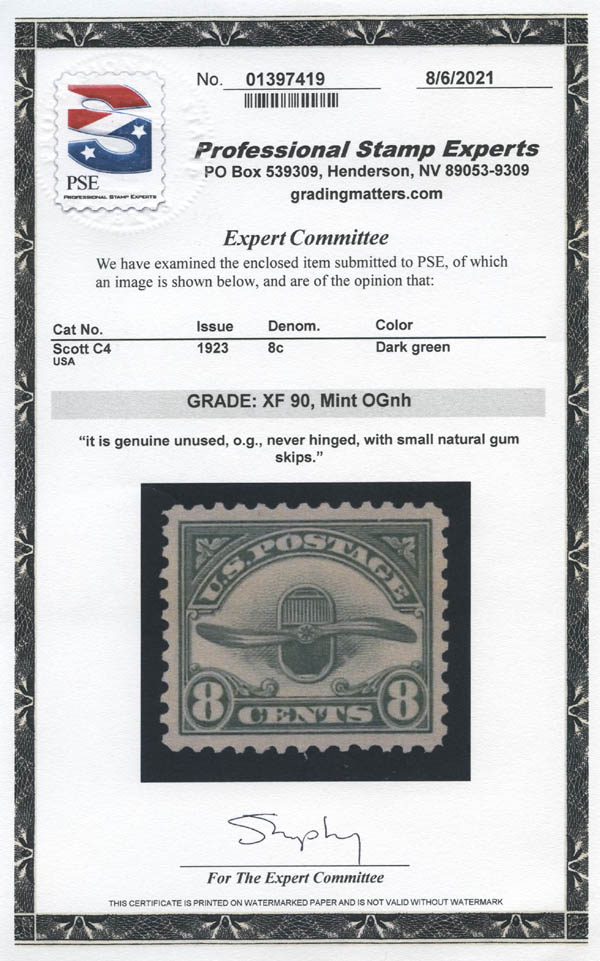 PSE
PROFESSIONAL STAMP EXPERTS
No. 01397419 8/6/2021
Professional Stamp Experts
PO Box 539309, Henderson, NV 89053-9309
gradingmatters.com
Expert Committee
We have examined the enclosed item submitted to PSE, of which
an image is shown below, and are of the opinion that:
Cat No. Issue Denom. Color
Scott C4 1923 8c Dark green
USA
GRADE: XF 90, Mint OGnh
“it is genuine unused, o.g., never hinged, with small natural gum
skips.”
U.S. POSTAGE
8 CENTS 8
For The Expert Committee
THIS CERTIFICATE IS PRINTED ON WATERMARKED PAPER AND IS NOT VALID WITHOUT WATERMARK